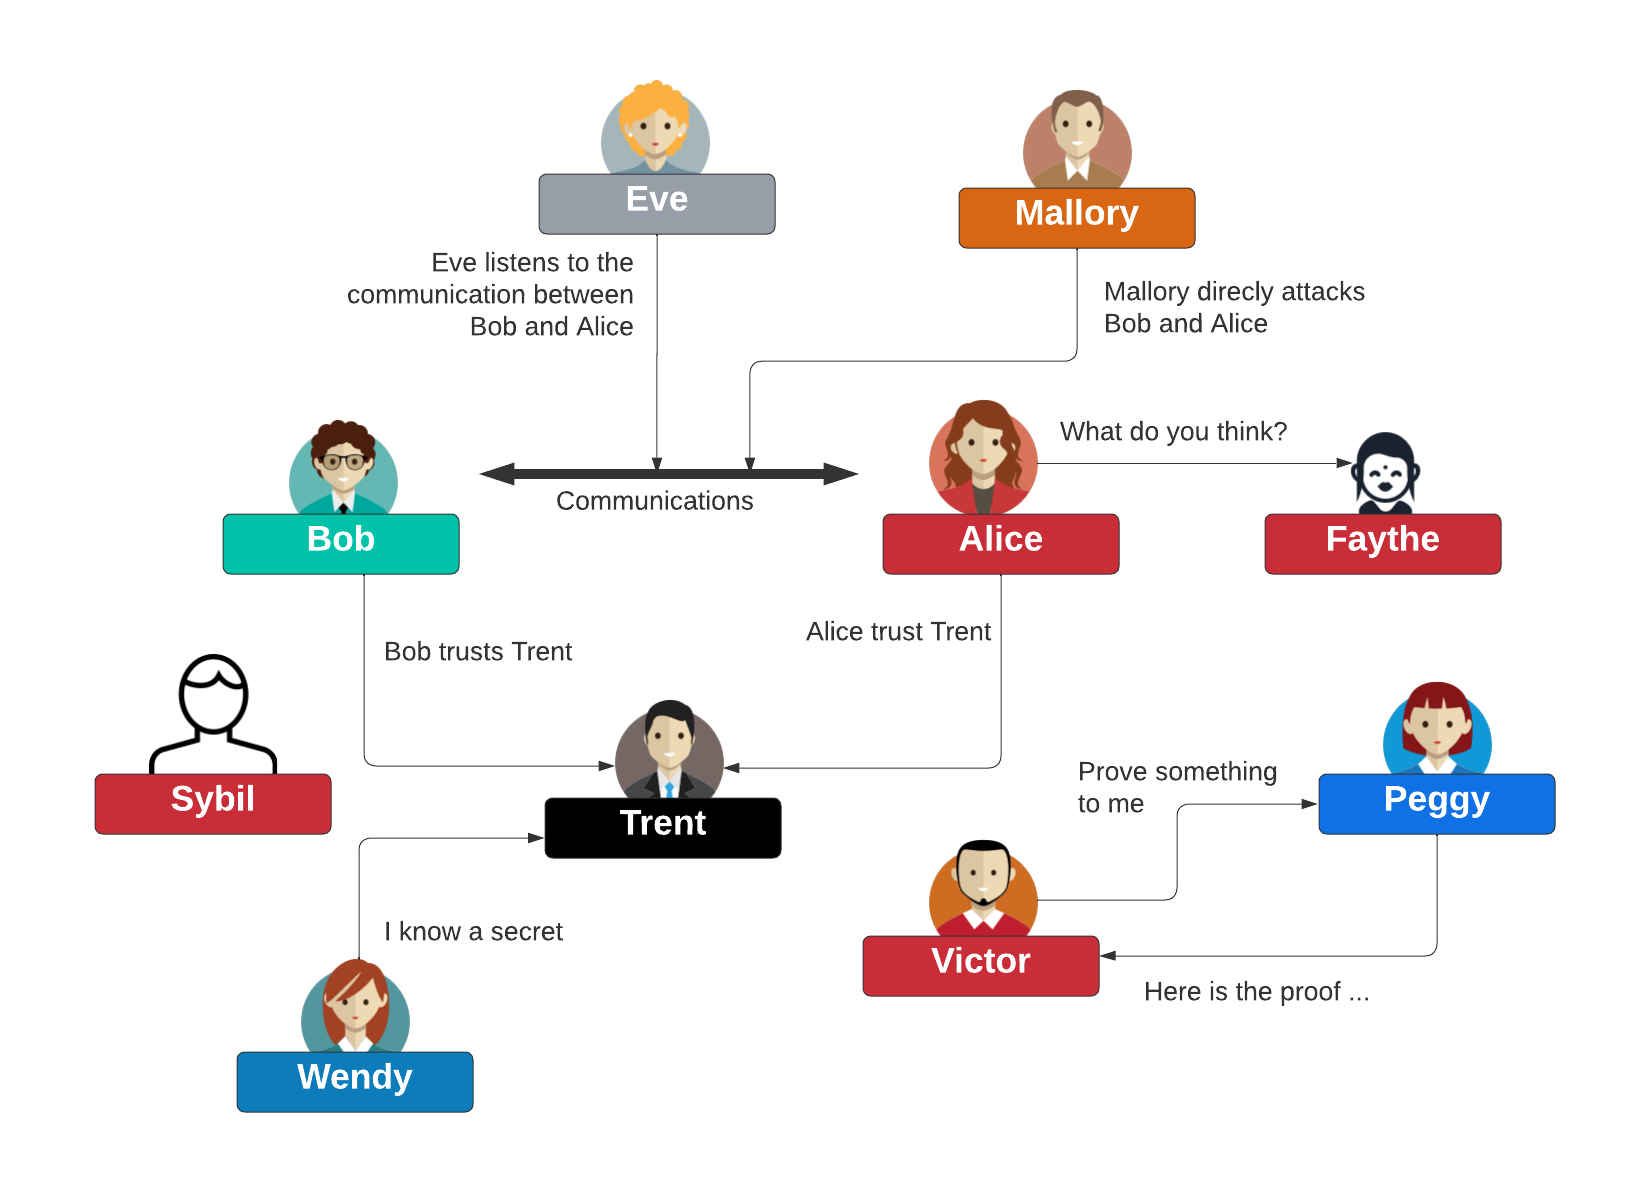 Eve
Mallory
Eve listens to the
communication between
Bob and Alice
Mallory direcly attacks
Bob and Alice
What do you think?
Communications
Bob
Alice
Faythe
Alice trust Trent
Bob trusts Trent
Sybil
Trent
Prove something
to me
Peggy
I know a secret
Victor
Here is the proof ...
Wendy